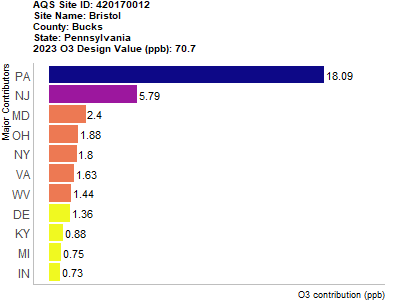 AQS Site ID: 420170012
Site Name: Bristol
County: Bucks
State: Pennsylvania
2023 O3 Design Value (ppb): 70.7
Major Contributors
PA 18.09
NJ 5.79
MD 2.4
OH 1.88
NY 1.8
VA 1.63
WV 1.44
DE 1.36
KY 0.88
MI 0.75
IN 0.73
O3 contribution (ppb)